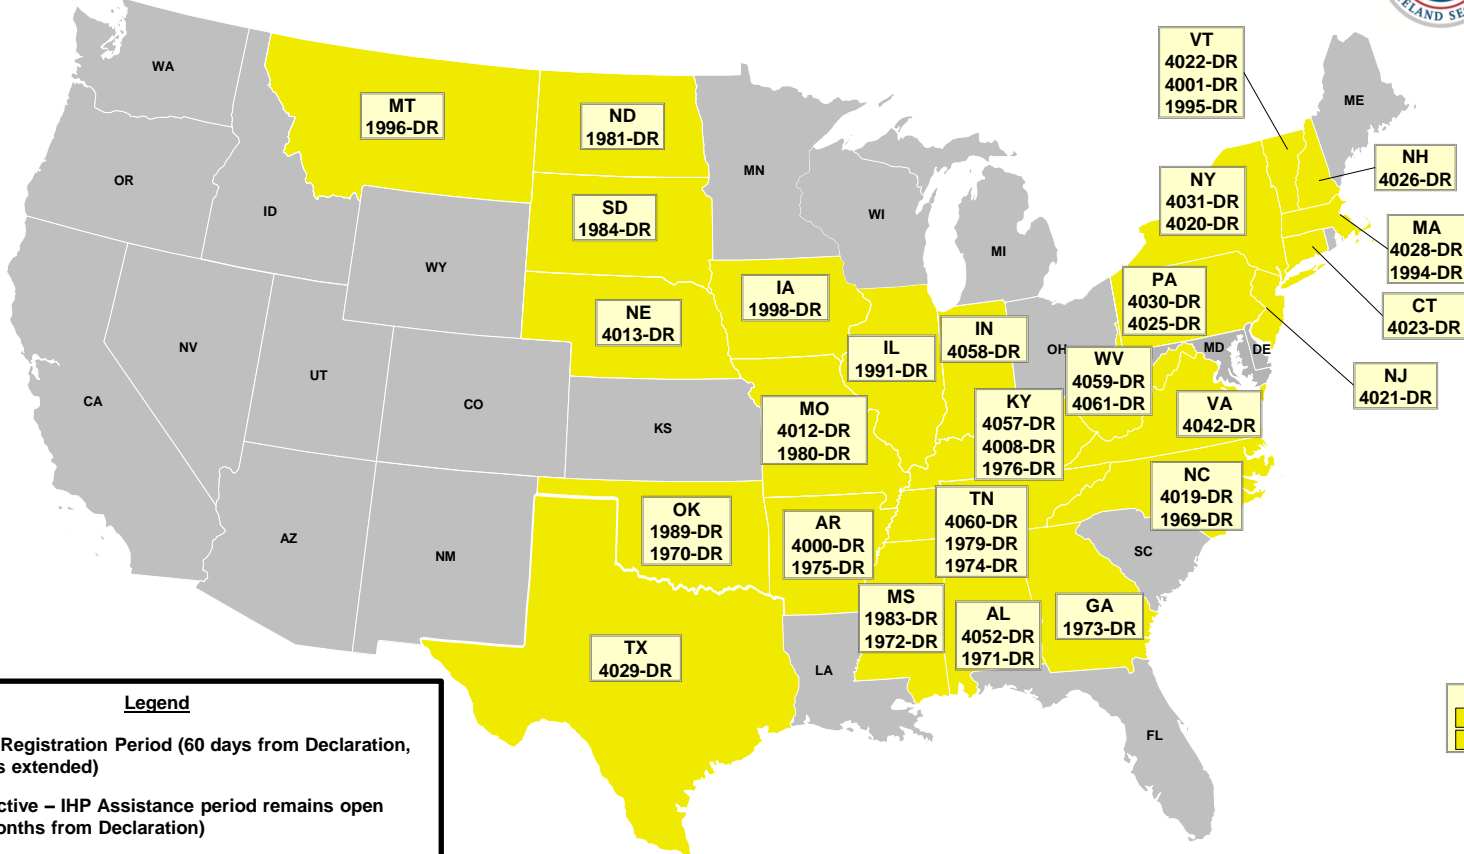 ELAND SE
WA
MT
1996-DR
ND
1981-DR
MN
OR
ID
SD
1984-DR
WI
MI
WY
VT
4022-DR
4001-DR
1995-DR
ME
NH
4026-DR
NY
4031-DR
4020-DR
MA
4028-DR
1994-DR
PA
4030-DR
4025-DR
CT
4023-DR
IA
1998-DR
NE
4013-DR
IN
4058-DR
IL
1991-DR
OH
WV
4059-DR
4061-DR
MD
DE
NJ
4021-DR
NV
UT
CA
CO
KS
MO
4012-DR
1980-DR
KY
4057-DR
4008-DR
1976-DR
VA
4042-DR
NC
4019-DR
1969-DR
AZ
NM
OK
1989-DR
1970-DR
AR
4000-DR
1975-DR
TN
4060-DR
1979-DR
1974-DR
SC
MS
1983-DR
1972-DR
AL
4052-DR
1971-DR
GA
1973-DR
TX
4029-DR
LA
FL
Legend
Registration Period (60 days from Declaration,
s extended)
ctive – IHP Assistance period remains open
onths from Declaration)